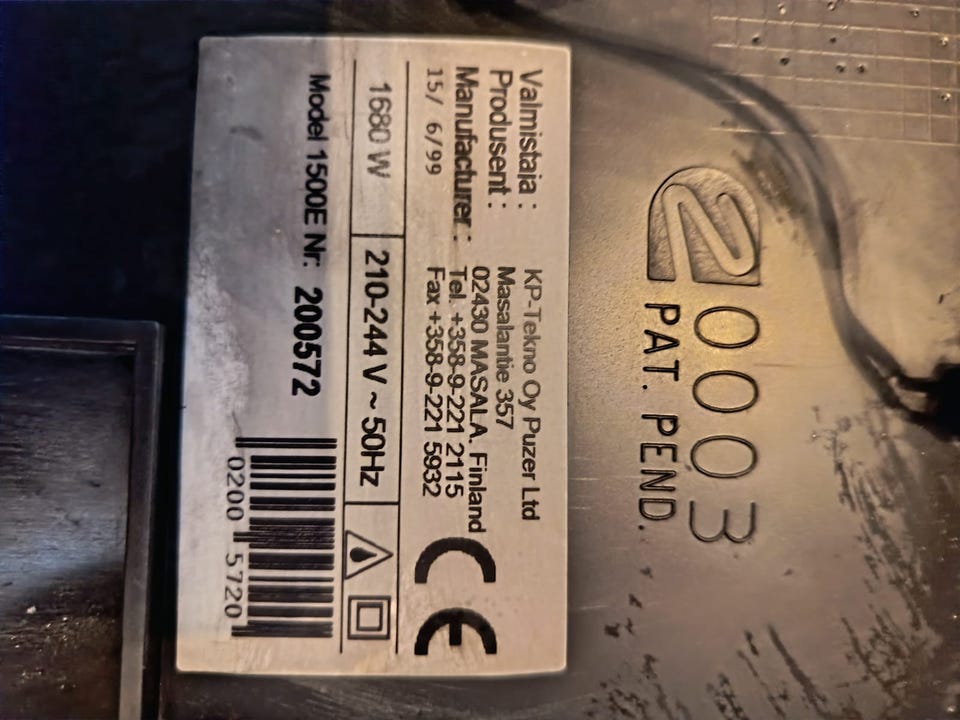 0003
PAT. PEND.
Valmistaja : KP-Tekno Oy Puzer Ltd
Produsent : Masalantie 357
Manufacturer : 02430 MASALA. Finland
15/ 6/99 Tel. +358-9-221 2115
Fax +358-9-221 5932
CE
1680 W 210-244 V ~ 50Hz
Model 1500E Nr: 200572
0200 5720